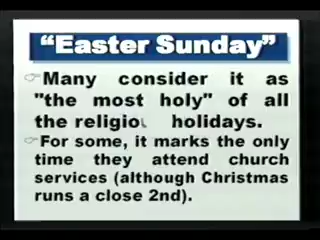 “Easter Sunday”
Many consider it as
"the most holy" of all
the holidays.
For some, it marks the only
time they attend church
services (although Christmas
runs a close 2nd).